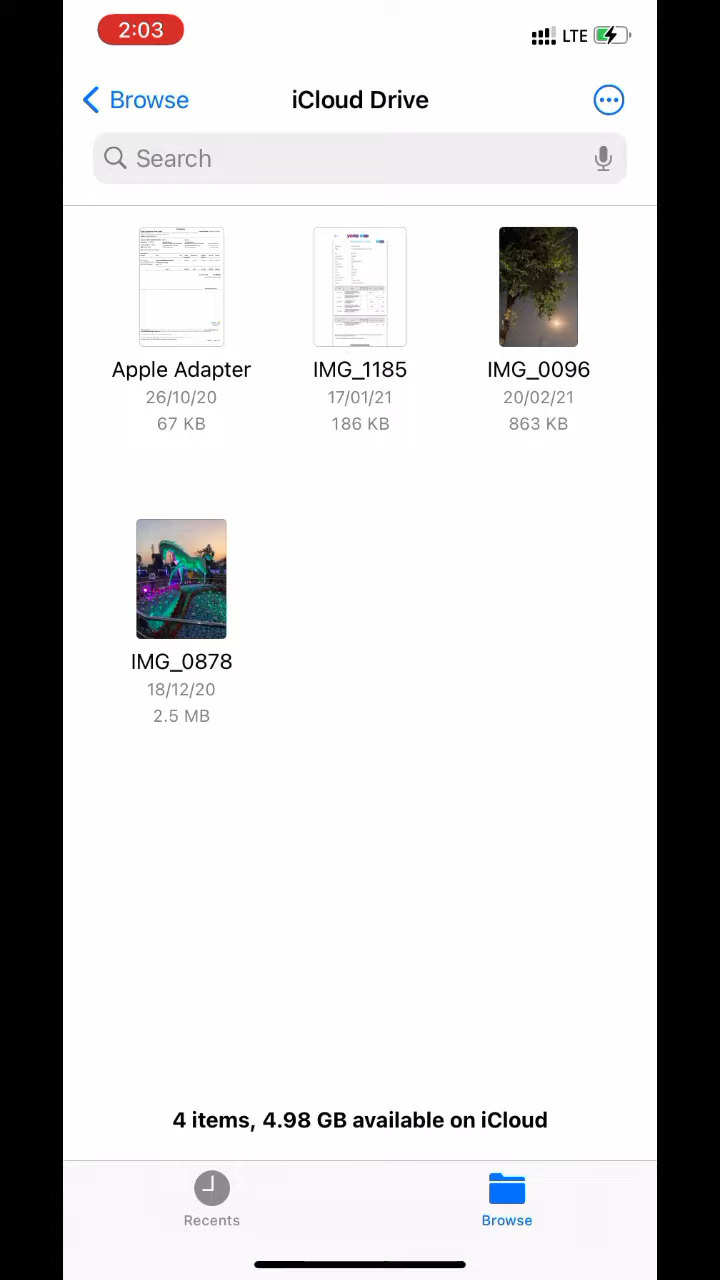 2:03
LTE
Browse
iCloud Drive
Search
Apple Adapter
26/10/20
67 KB
IMG_1185
17/01/21
186 KB
IMG_0096
20/02/21
863 KB
IMG_0878
18/12/20
2.5 MB
4 items, 4.98 GB available on iCloud
Recents
Browse